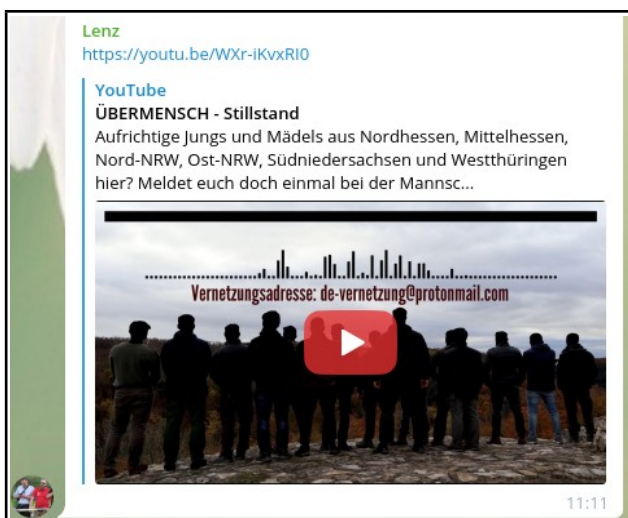 Lenz
https://youtu.be/WXr-iKvxRI0
YouTube
ÜBERMENSCH - Stillstand
Aufrichtige Jungs und Mädels aus Nordhessen, Mittelhessen,
Nord-NRW, Ost-NRW, Südniedersachsen und Westthüringen
hier? Meldet euch doch einmal bei der Mannsc...
Vernetzungsadresse: de-vernetzung@protonmail.com
11:11